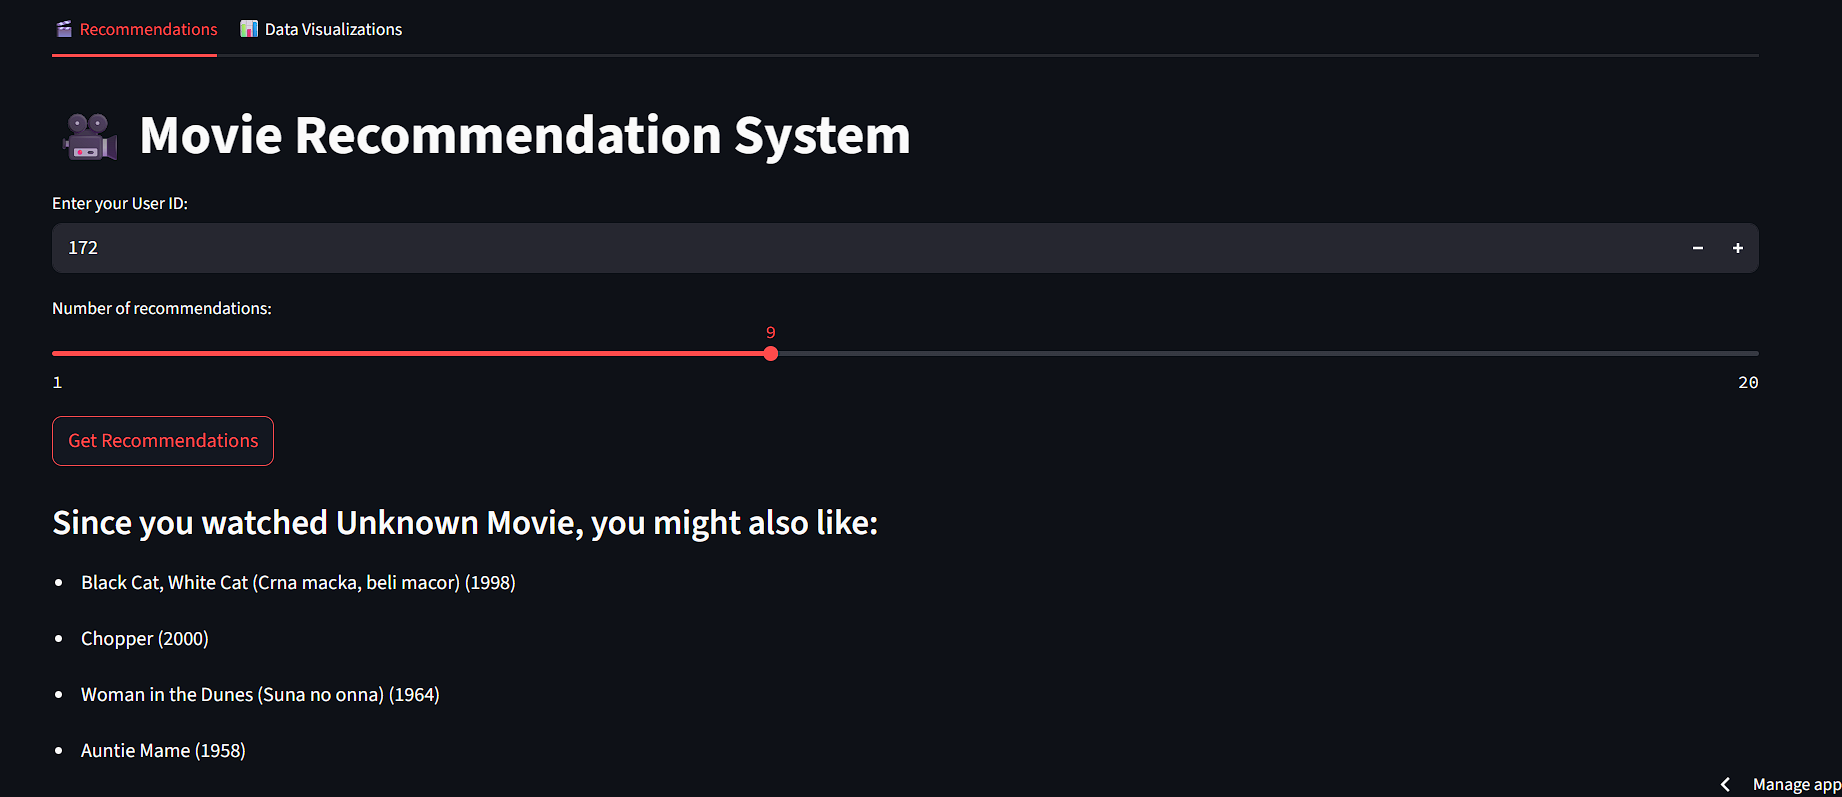 Recommendations Data Visualizations
Movie Recommendation System
Enter your User ID:
172 − +
Number of recommendations:
9
1 20
Get Recommendations
Since you watched Unknown Movie, you might also like:
• Black Cat, White Cat (Crna macka, beli macor) (1998)
• Chopper (2000)
• Woman in the Dunes (Suna no onna) (1964)
• Auntie Mame (1958)
Manage app